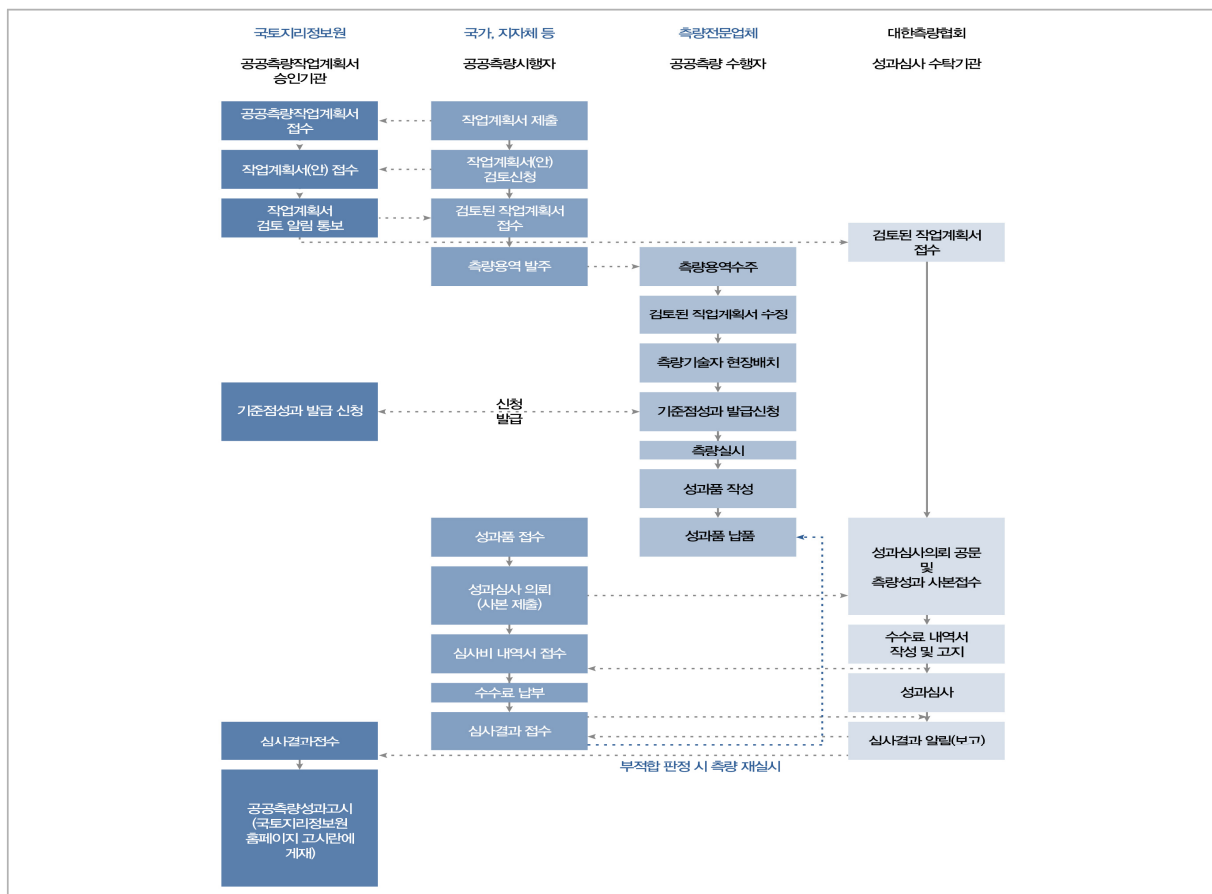 국토지리정보원
국가, 지자체 등
측량전문업체
대한측량협회
공공측량작업계획서
승인기관
공공측량시행자
공공측량 수행자
성과심사 수탁기관
공공측량작업계획서
접수
작업계획서 제출
작업계획서(안) 접수
작업계획서(안)
검토신청
작업계획서
검토 알림 통보
검토된 작업계획서
접수
검토된 작업계획서
접수
측량용역 발주
측량용역수주
검토된 작업계획서 수정
측량기술자 현장배치
기준점성과 발급 신청
신청
발급
기준점성과 발급신청
측량실시
성과품 작성
성과품 접수
성과품 납품
성과심사의뢰 공문
및
측량성과 사본접수
성과심사 의뢰
(사본 제출)
심사비 내역서 접수
수수료 내역서
작성 및 고지
수수료 납부
성과심사
심사결과 접수
심사결과접수
심사결과 알림(보고)
부적합 판정 시 측량 재실시
공공측량성과고시
(국토지리정보원
홈페이지 고시란에
게재)